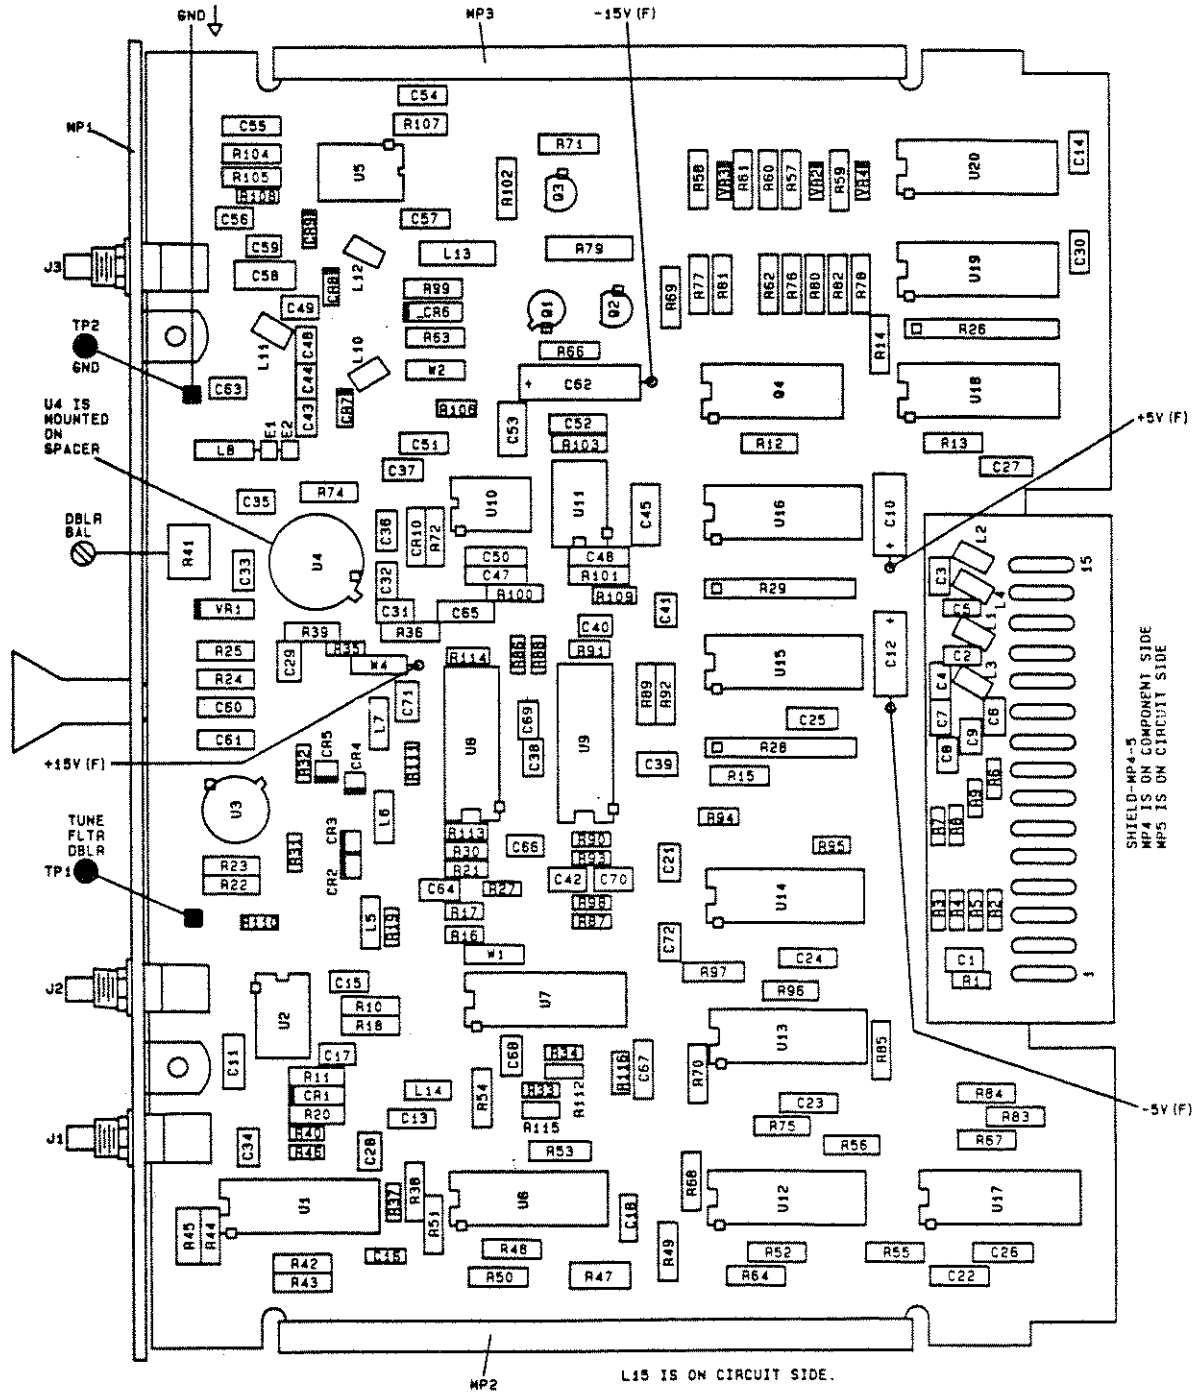 GND
MP3
-15V (F)
C54
R107
C55
MP1
R104
R105
R108
U5
R71
R102
Q3
R58
VR3
R61
R60
R57
VR2
R59
VR4
U20
C14
C56
CR9
C57
C59
C58
J3
L12
L13
R79
CR8
R99
R69
R77
R81
R62
R76
R80
R82
R78
U19
C30
C49
CR6
Q1
Q2
TP2
GND
L11
C46
R63
R66
R14
R26
L10
W2
C62
C44
C63
C43
CR7
Q4
U18
U4 IS
MOUNTED
ON
SPACER
R106
C53
C52
+5V (F)
E1
E2
L8
C51
R103
R12
R13
C37
C27
R74
C35
U10
U11
C45
U16
C10
+
DBLR
BAL
R41
U4
C36
CR10
R72
C33
C50
C48
L2
C3
15
C32
C47
R101
R100
R109
R29
L4
VR1
C31
C65
C41
C5
R39
R36
C40
L1
R25
R35
C29
W4
R114
R86
R88
R91
U15
C12
+
C2
R24
C71
R89
R92
C4
L3
C60
L7
C69
C25
C7
C6
C61
U8
C38
U9
C9
C8
+15V (F)
R32
CR5
CR4
R111
C39
R28
R15
R6
SHIELD-MP4-5
MP4 IS ON COMPONENT SIDE
MP5 IS ON CIRCUIT SIDE
U3
L6
R9
TUNE
FLTR
DBLR
TP1
CR3
R113
R94
R7
R8
R31
R30
C66
R90
R95
R23
CR2
R21
R93
C21
R22
C64
R27
C42
C70
U14
R110
L5
R19
R17
R98
R87
R3
R4
R5
R2
R16
C72
W1
C24
C1
J2
C15
R97
R1
1
U2
R10
U7
R96
R18
U13
C11
C17
C68
R34
R116
C67
R70
R85
R11
CR1
L14
R54
R33
R112
R84
R20
C13
R115
C23
R83
-5V (F)
J1
C34
R40
R46
C28
R53
R75
R56
R67
R37
R38
R68
U1
R51
U6
C18
U12
U17
R45
R44
C16
R48
R49
R52
R55
C26
R42
R43
R50
R47
R64
C22
MP2
L15 IS ON CIRCUIT SIDE.